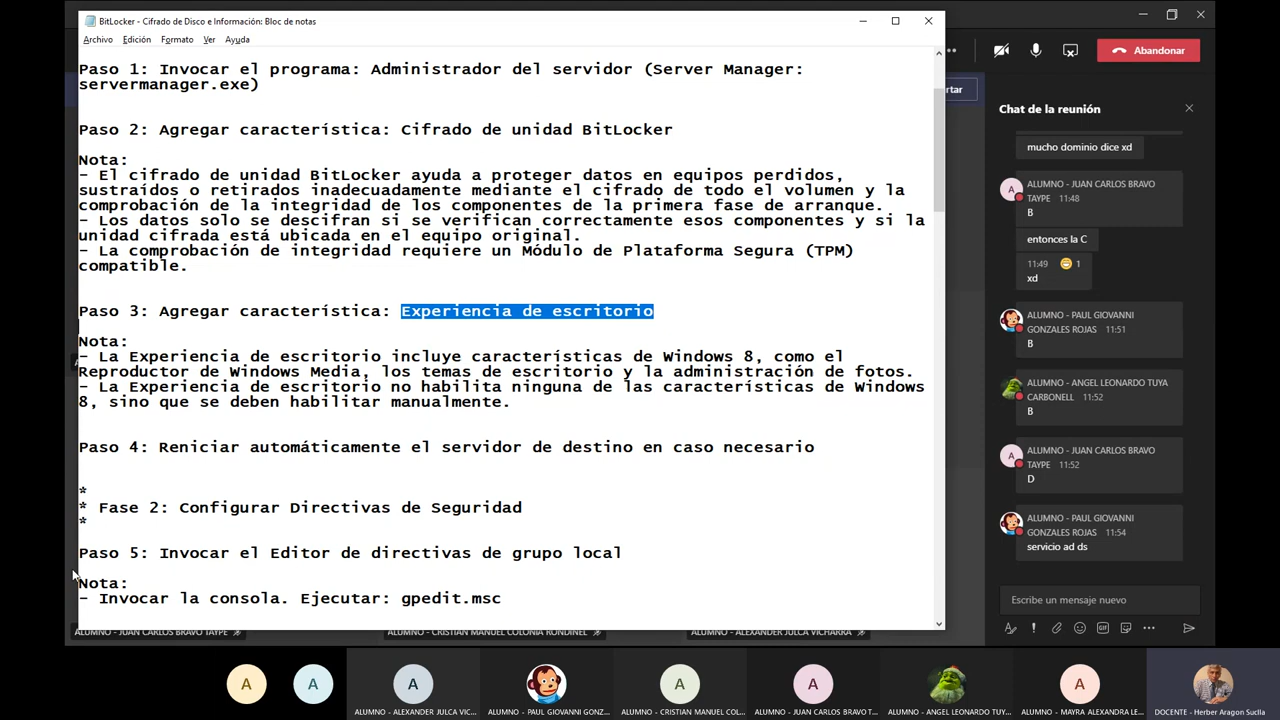 BitLocker - Cifrado de Disco e Información: Bloc de notas
Archivo Edición Formato Ver Ayuda
Paso 1: Invocar el programa: Administrador del servidor (Server Manager:
servermanager.exe)
Paso 2: Agregar característica: Cifrado de unidad BitLocker
Nota:
- El cifrado de unidad BitLocker ayuda a proteger datos en equipos perdidos,
sustraídos o retirados inadecuadamente mediante el cifrado de todo el volumen y la
comprobación de la integridad de los componentes de la primera fase de arranque.
- Los datos solo se descifran si se verifican correctamente esos componentes y si la
unidad cifrada está ubicada en el equipo original.
- La comprobación de integridad requiere un Módulo de Plataforma Segura (TPM)
compatible.
Paso 3: Agregar característica: Experiencia de escritorio
Nota:
- La Experiencia de escritorio incluye características de Windows 8, como el
Reproductor de Windows Media, los temas de escritorio y la administración de fotos.
- La Experiencia de escritorio no habilita ninguna de las características de Windows
8, sino que se deben habilitar manualmente.
Paso 4: Reniciar automáticamente el servidor de destino en caso necesario
*
* Fase 2: Configurar Directivas de Seguridad
*
Paso 5: Invocar el Editor de directivas de grupo local
Nota:
- Invocar la consola. Ejecutar: gpedit.msc
ALUMNO - JUAN CARLOS BRAVO TAYPE
ALUMNO - CRISTIAN MANUEL COLONIA RONDINEL
ALUMNO - ALEXANDER JULCA VICHARRA
Abandonar
rtar
Chat de la reunión
mucho dominio dice xd
A
ALUMNO - JUAN CARLOS BRAVO
TAYPE 11:48
B
entonces la C
11:49 1
xd
ALUMNO - PAUL GIOVANNI
GONZALES ROJAS 11:51
B
ALUMNO - ANGEL LEONARDO TUYA
CARBONELL 11:52
B
A
ALUMNO - JUAN CARLOS BRAVO
TAYPE 11:52
D
ALUMNO - PAUL GIOVANNI
GONZALES ROJAS 11:54
servicio ad ds
Escribe un mensaje nuevo
GIF
A A A A A A
ALUMNO - ALEXANDER JULCA VIC...
ALUMNO - PAUL GIOVANNI GONZ...
ALUMNO - CRISTIAN MANUEL COL...
ALUMNO - JUAN CARLOS BRAVO T...
ALUMNO - ANGEL LEONARDO TUY...
ALUMNO - MAYRA ALEXANDRA LE...
DOCENTE - Herber Aragon Suclla